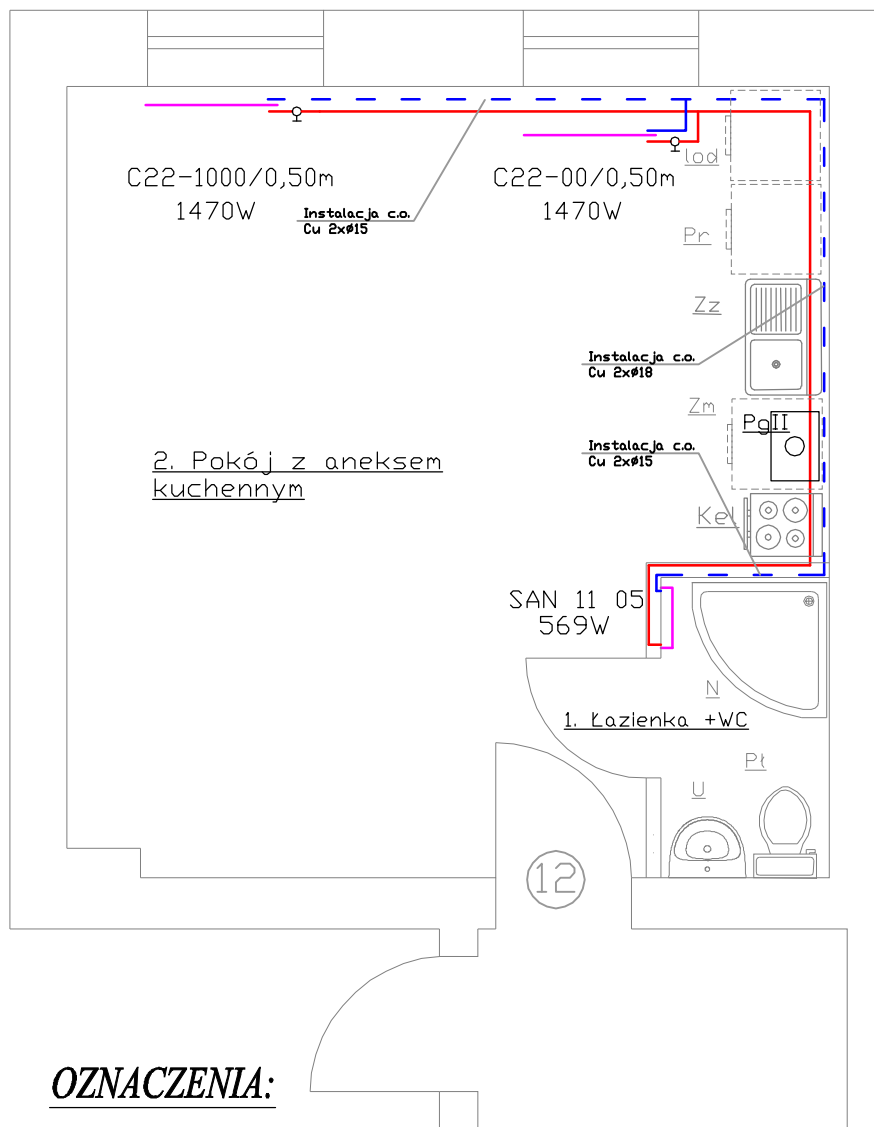 lod
C22-1000/0,50m
1470W
C22-00/0,50m
1470W
Instalacja c.o.
Cu 2xø15
Pr
Zz
Instalacja c.o.
Cu 2xø18
Zm
PgII
Instalacja c.o.
Cu 2xø15
2. Pokój z aneksem
kuchennym
Kel
SAN 11 05
569W
N
1. Łazienka +WC
Pł
U
12
OZNACZENIA: